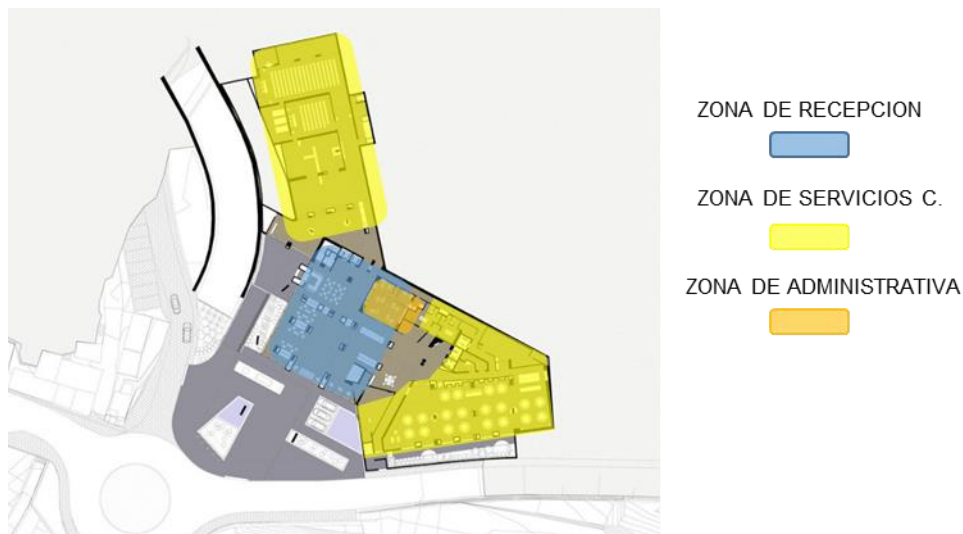 ZONA DE RECEPCION
ZONA DE SERVICIOS C.
ZONA DE ADMINISTRATIVA